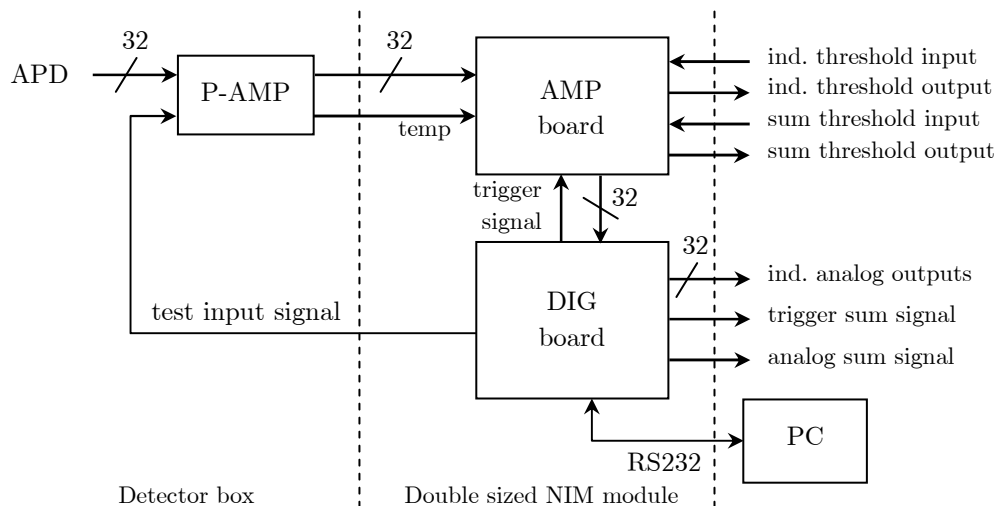 32
32
APD
P-AMP
temp
AMP
board
ind. threshold input
ind. threshold output
sum threshold input
sum threshold output
trigger
signal
32
32
DIG
board
ind. analog outputs
trigger sum signal
analog sum signal
test input signal
PC
RS232
Detector box
Double sized NIM module